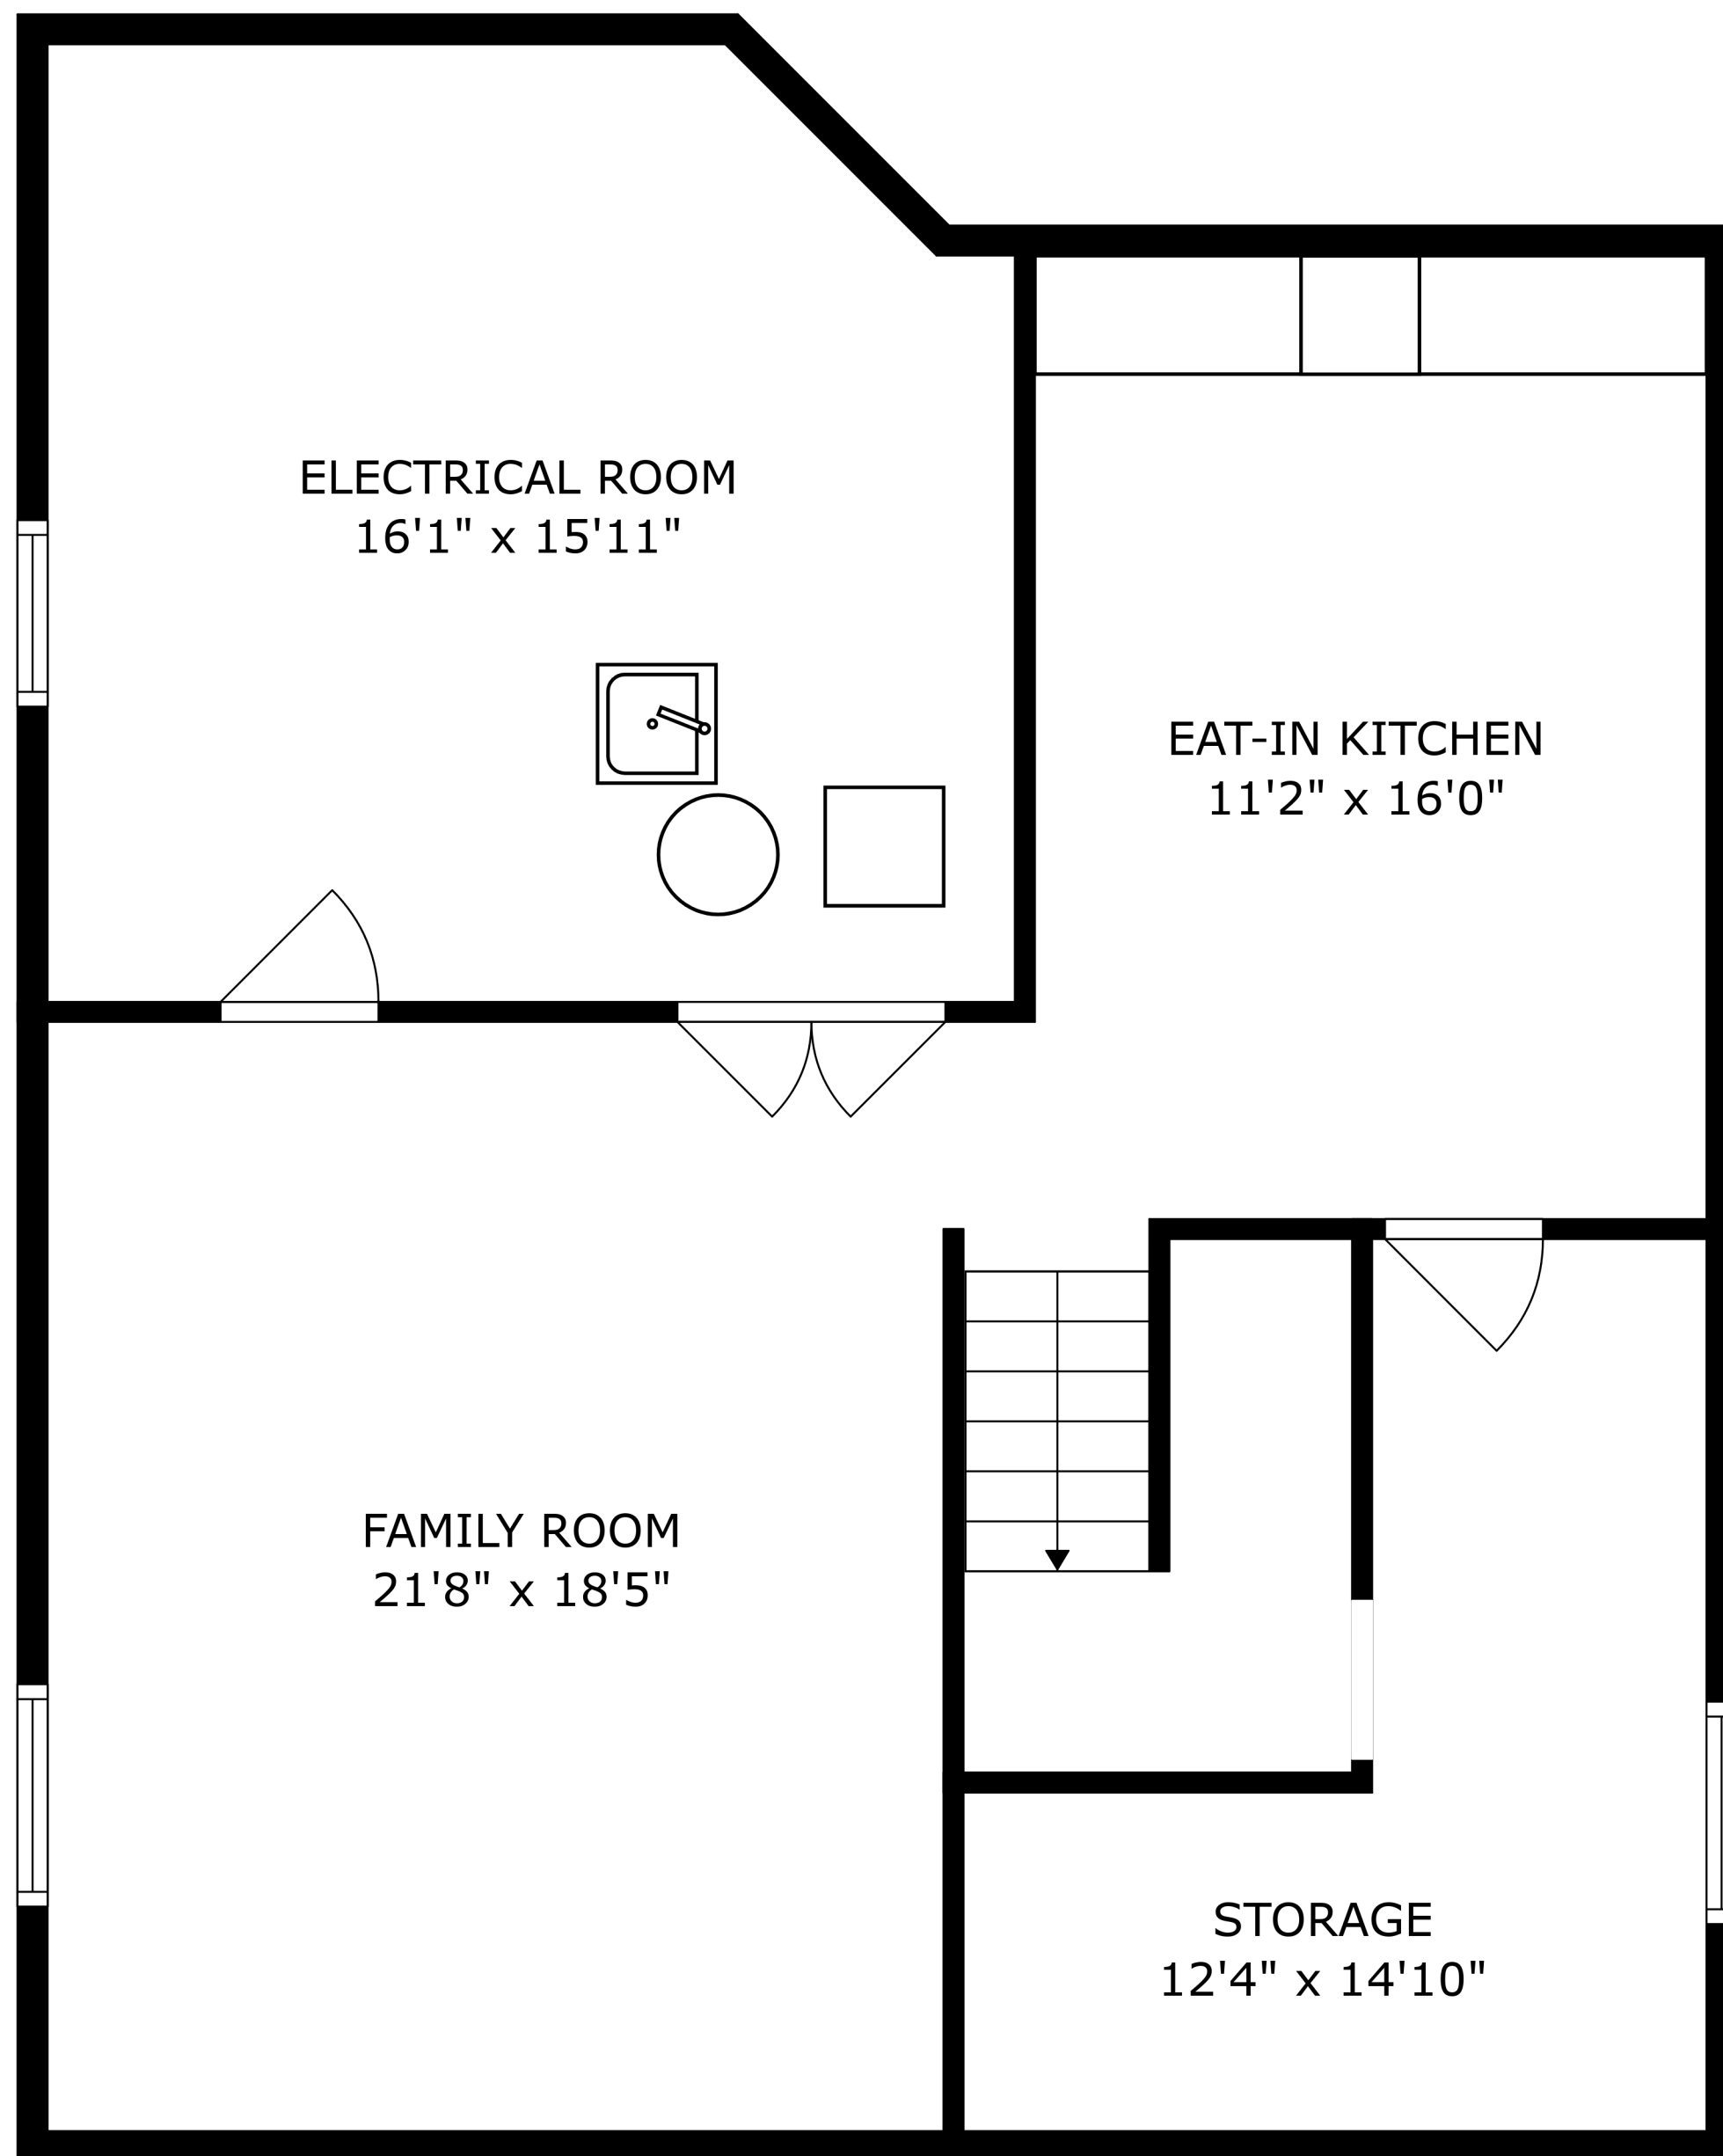 ELECTRICAL ROOM
16'1" x 15'11"
EAT-IN KITCHEN
11'2" x 16'0"
FAMILY ROOM
21'8" x 18'5"
STORAGE
12'4" x 14'10"